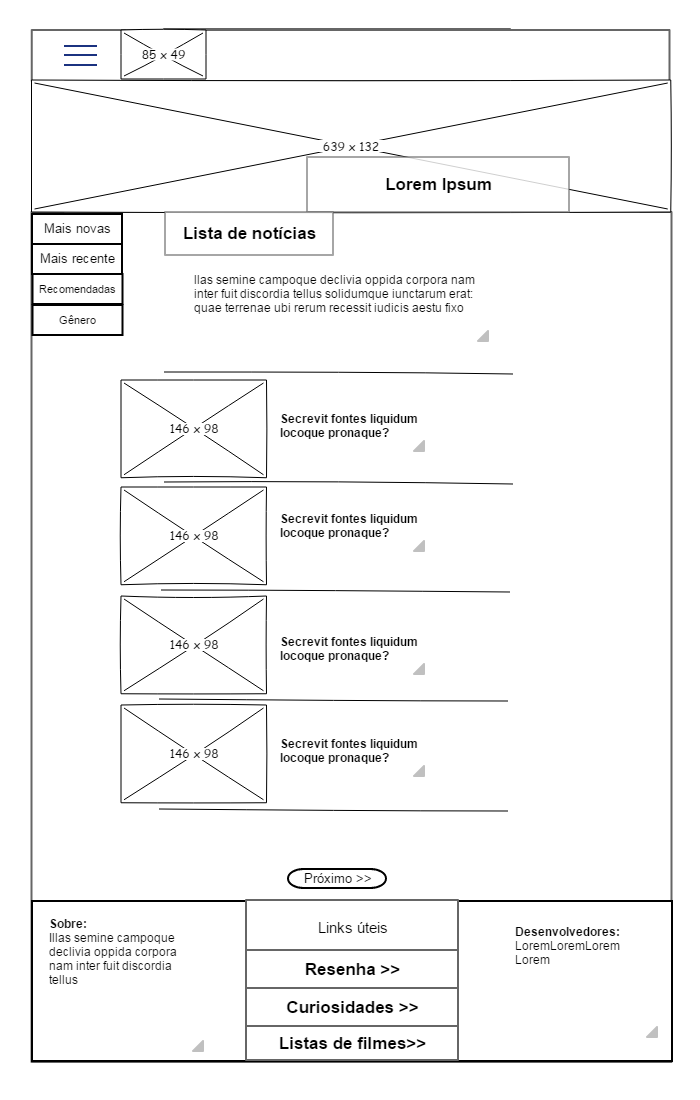 85 x 49
639 x 132
Lorem Ipsum
Mais novas
Mais recente
Recomendadas
Gênero
Lista de notícias
Ilas semine campoque declivia oppida corpora nam
inter fuit discordia tellus solidumque iunctarum erat:
quae terrenae ubi rerum recessit iudicis aestu fixo
146 x 98
Secrevit fontes liquidum
locoque pronaque?
146 x 98
Secrevit fontes liquidum
locoque pronaque?
146 x 98
Secrevit fontes liquidum
locoque pronaque?
146 x 98
Secrevit fontes liquidum
locoque pronaque?
Próximo >>
Sobre:
Illas semine campoque
declivia oppida corpora
nam inter fuit discordia
tellus
Links úteis
Resenha >>
Curiosidades >>
Listas de filmes>>
Desenvolvedores:
LoremLoremLorem
Lorem